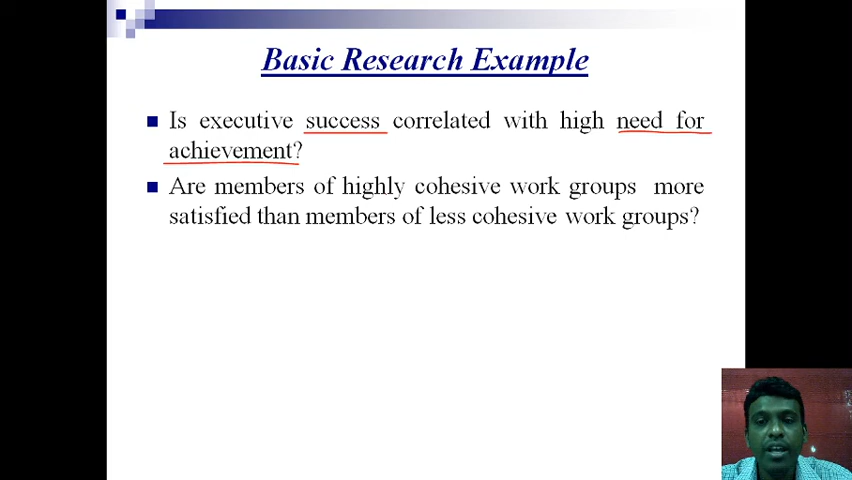 Basic Research Example
Is executive success correlated with high need for
achievement?
Are members of highly cohesive work groups more
satisfied than members of less cohesive work groups?